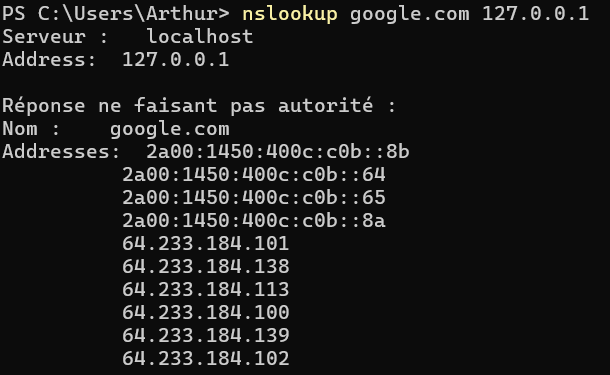 PS C:\Users\Arthur> nslookup google.com 127.0.0.1
Serveur :   localhost
Address:  127.0.0.1

Réponse ne faisant pas autorité :
Nom :    google.com
Addresses:  2a00:1450:400c:c0b::8b
          2a00:1450:400c:c0b::64
          2a00:1450:400c:c0b::65
          2a00:1450:400c:c0b::8a
          64.233.184.101
          64.233.184.138
          64.233.184.113
          64.233.184.100
          64.233.184.139
          64.233.184.102